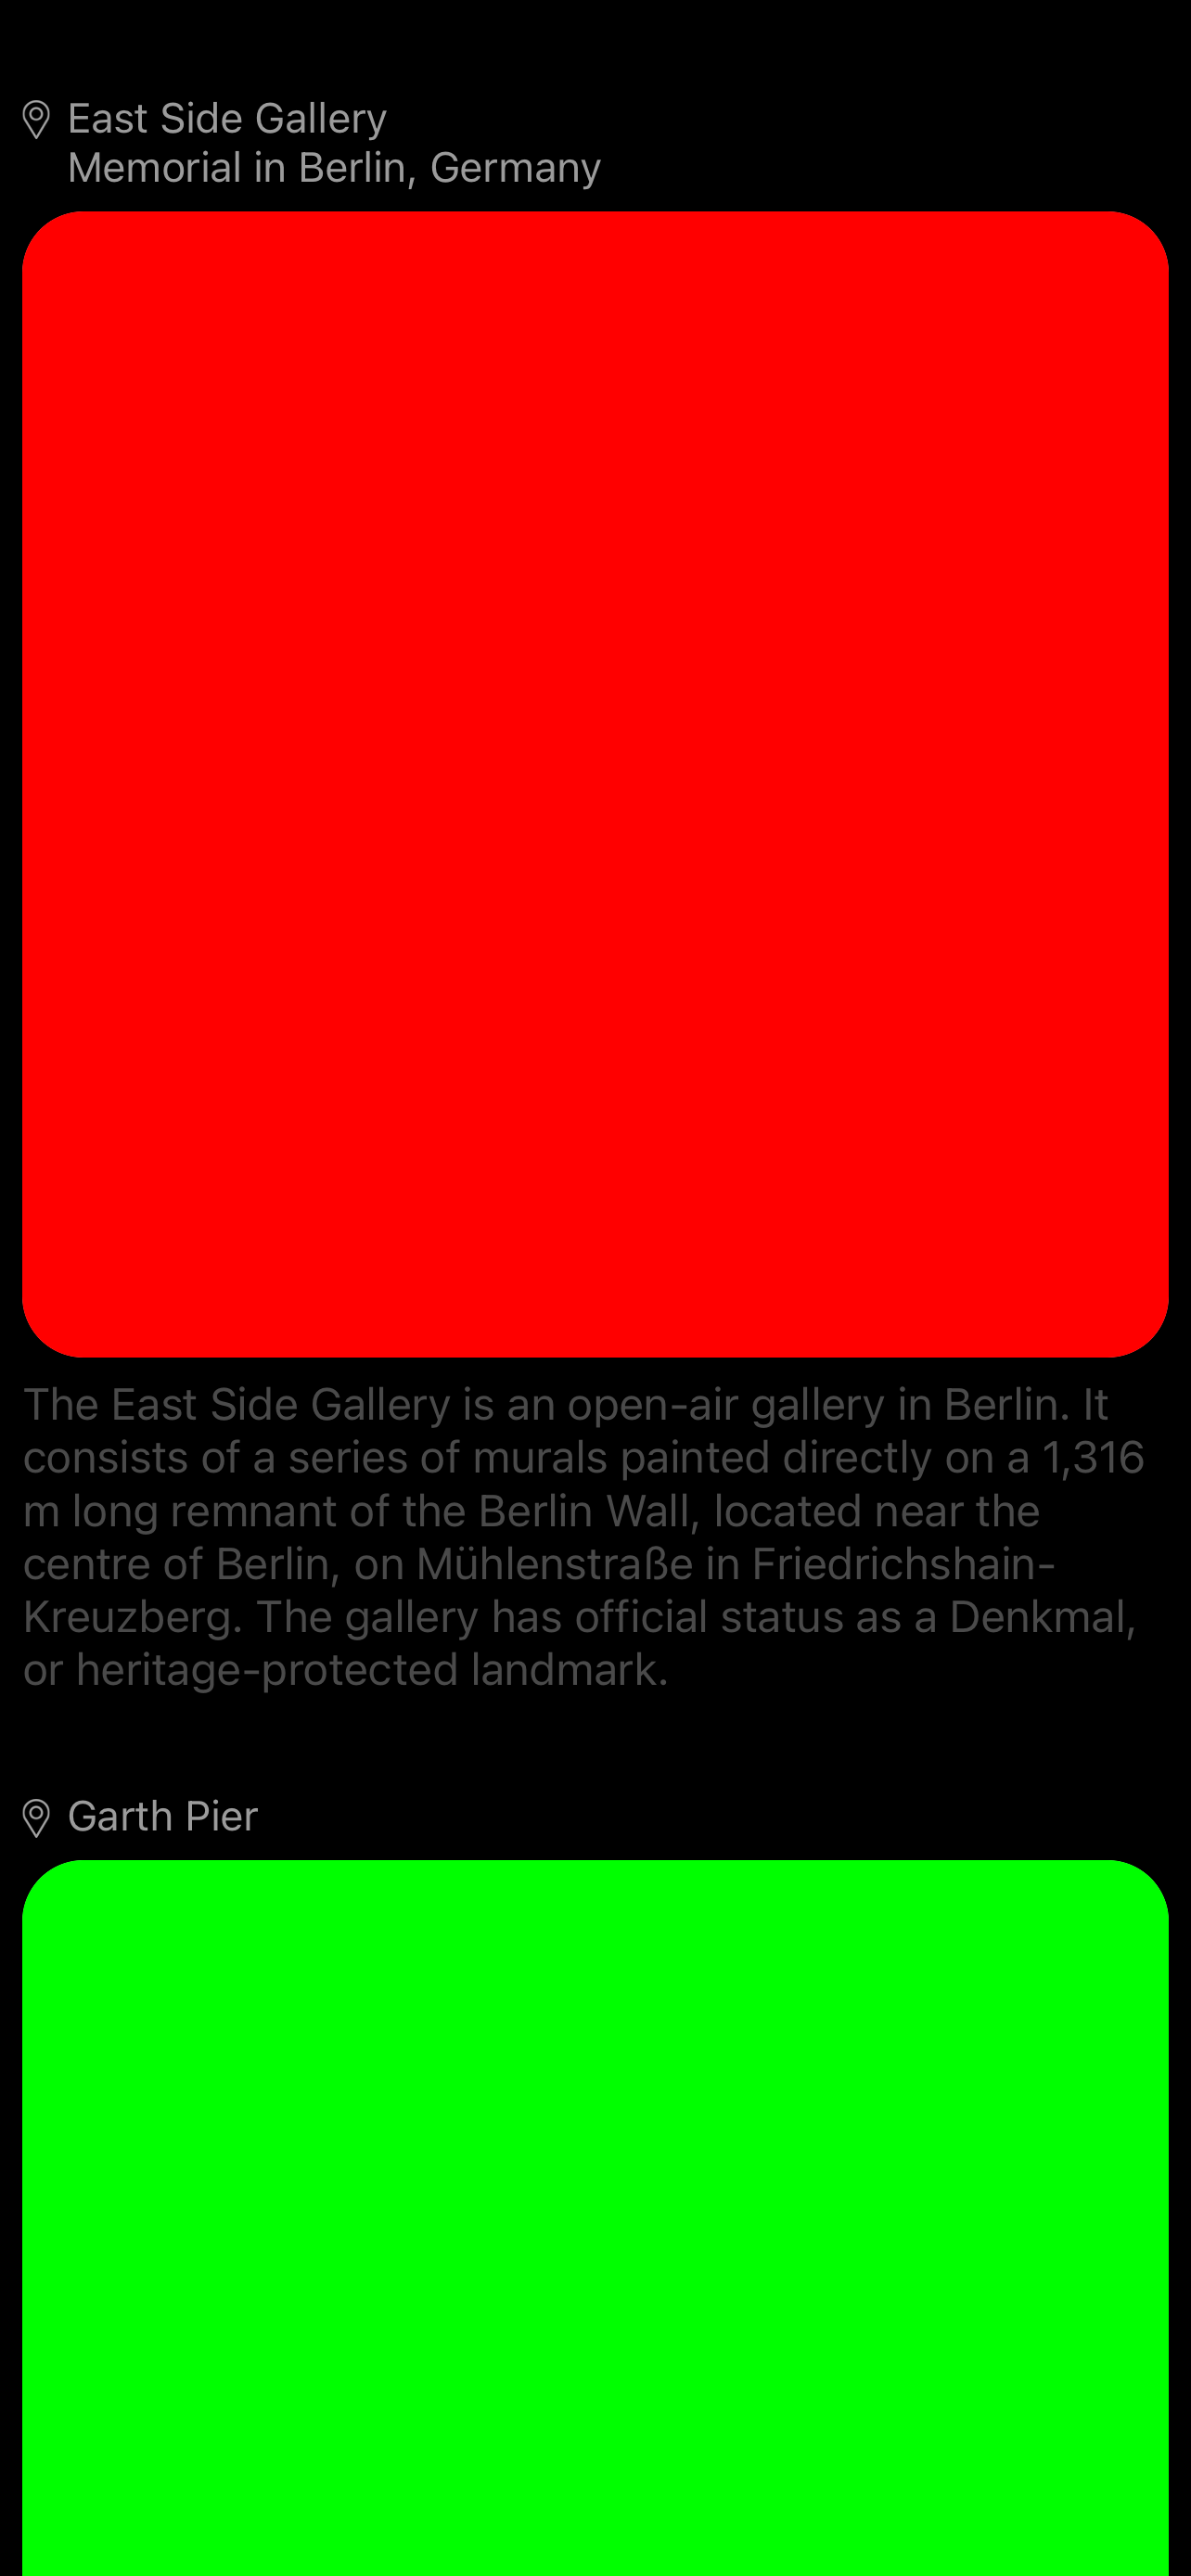 East Side Gallery
Memorial in Berlin, Germany
The East Side Gallery is an open-air gallery in Berlin. It
consists of a series of murals painted directly on a 1,316
m long remnant of the Berlin Wall, located near the
centre of Berlin, on Mühlenstraße in Friedrichshain-
Kreuzberg. The gallery has official status as a Denkmal,
or heritage-protected landmark.
Garth Pier